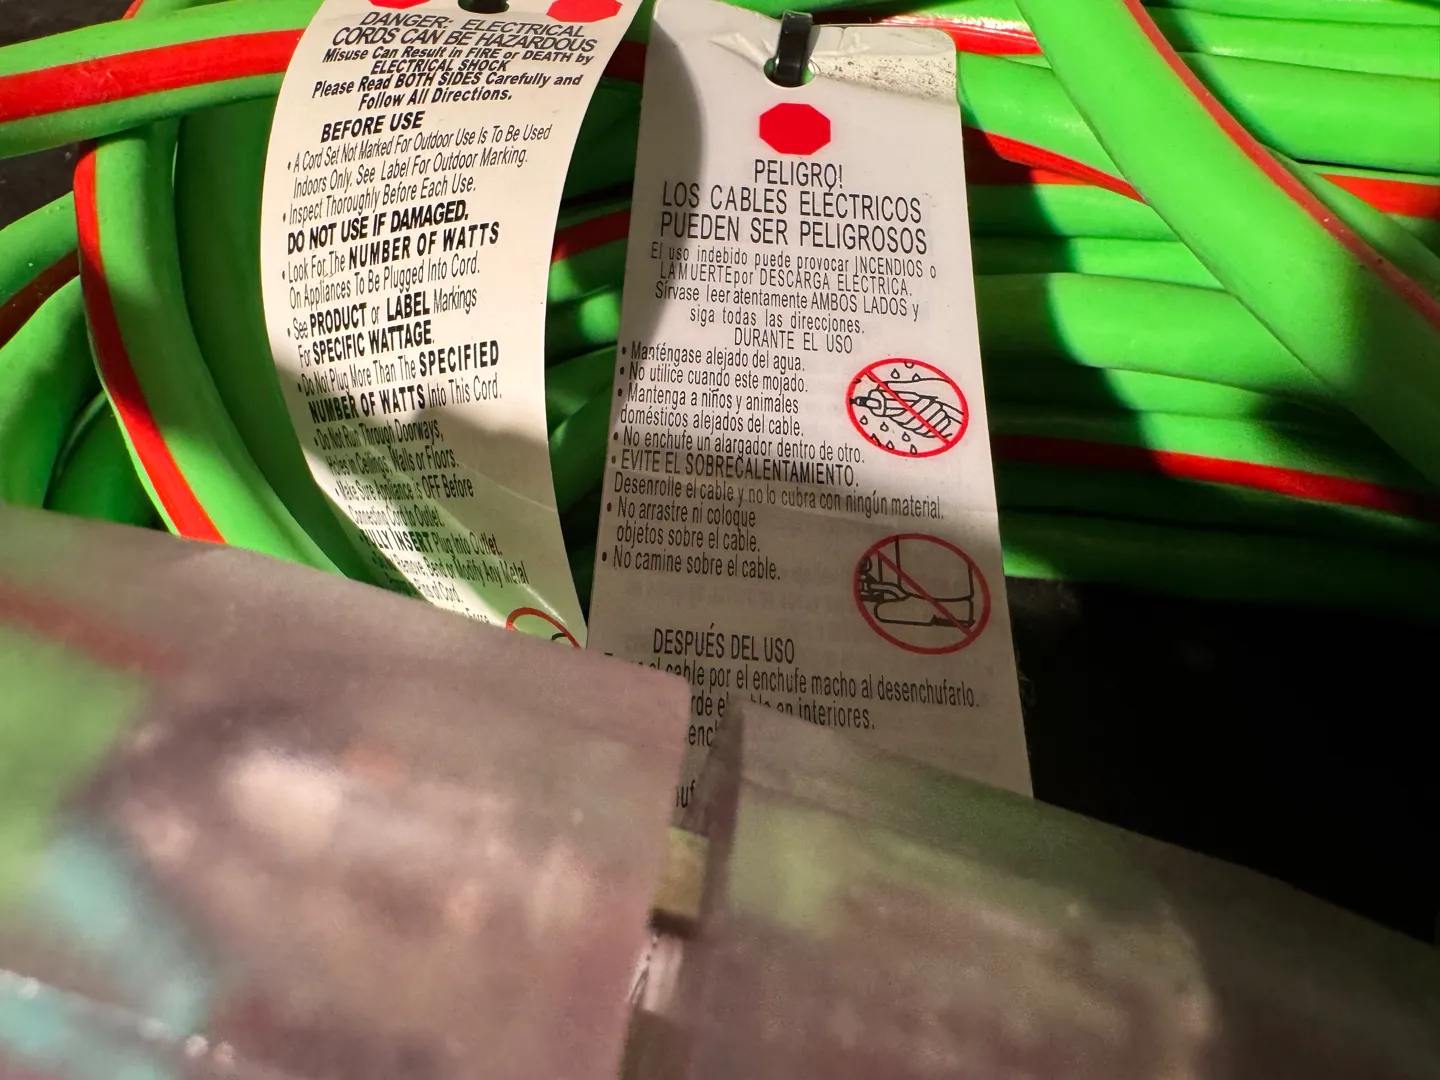 DANGER: ELECTRICAL
CORDS CAN BE HAZARDOUS
Misuse Can Result in FIRE or DEATH by
ELECTRICAL SHOCK
Please Read BOTH SIDES Carefully and
Follow All Directions.
BEFORE USE
• A Cord Set Not Marked For Outdoor Use Is To Be Used
Indoors Only. See Label For Outdoor Marking.
• Inspect Thoroughly Before Each Use.
DO NOT USE IF DAMAGED.
• Look For The NUMBER OF WATTS
On Appliances To Be Plugged Into Cord.
• See PRODUCT or LABEL Markings
For SPECIFIC WATTAGE.
• Do Not Plug More Than The SPECIFIED
NUMBER OF WATTS Into This Cord.
• Do Not Run Through Doorways,
Holes in Ceilings, Walls or Floors.
• Make Sure Appliance is OFF Before
Connecting Cord to Outlet.
FULLY INSERT Plug Into Outlet.
Remove, Bend or Modify Any Metal
of Cord.
PELIGRO!
LOS CABLES ELÉCTRICOS
PUEDEN SER PELIGROSOS
El uso indebido puede provocar INCENDIOS o
LA MUERTE por DESCARGA ELÉCTRICA.
Sírvase leer atentamente AMBOS LADOS y
siga todas las direcciones.
DURANTE EL USO
• Manténgase alejado del agua.
• No utilice cuando este mojado.
• Mantenga a niños y animales
domésticos alejados del cable.
• No enchufe un alargador dentro de otro.
• EVITE EL SOBRECALENTAMIENTO.
Desenrolle el cable y no lo cubra con ningún material.
• No arrastre ni coloque
objetos sobre el cable.
• No camine sobre el cable.
DESPUÉS DEL USO
el cable por el enchufe macho al desenchufarlo.
en interiores.